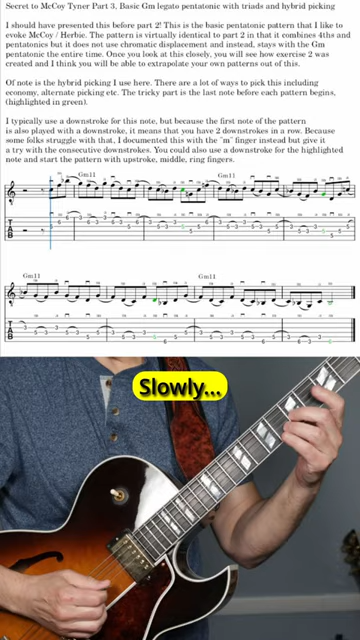 Secret to McCoy Tyner Part 3, Basic Gm legato pentatonic with triads and hybrid picking
I should have presented this before part 2! This is the basic pentatonic pattern that I like to
evoke McCoy / Herbie. The pattern is virtually identical to part 2 in that it combines 4ths and
pentatonics but it does not use chromatic displacement and instead, stays with the Gm
pentatonic the entire time. Once you look at this closely, you will see how exercise 2 was
created and I think you will be able to extrapolate your own patterns out of this.
Of note is the hybrid picking I use here. There are a lot of ways to pick this including
economy, alternate picking etc. The tricky part is the last note before each pattern begins,
(highlighted in green).
I typically use a downstroke for this note, but because the first note of the pattern
is also played with a downstroke, it means that you have 2 downstrokes in a row. Because
some folks struggle with that, I documented this with the "m" finger instead but give it
a try with the consecutive downstrokes. You could also use a downstroke for the highlighted
note and start the pattern with upstroke, middle, ring fingers.
Gm11 Gm11
Gm11 Gm11
Slowly...